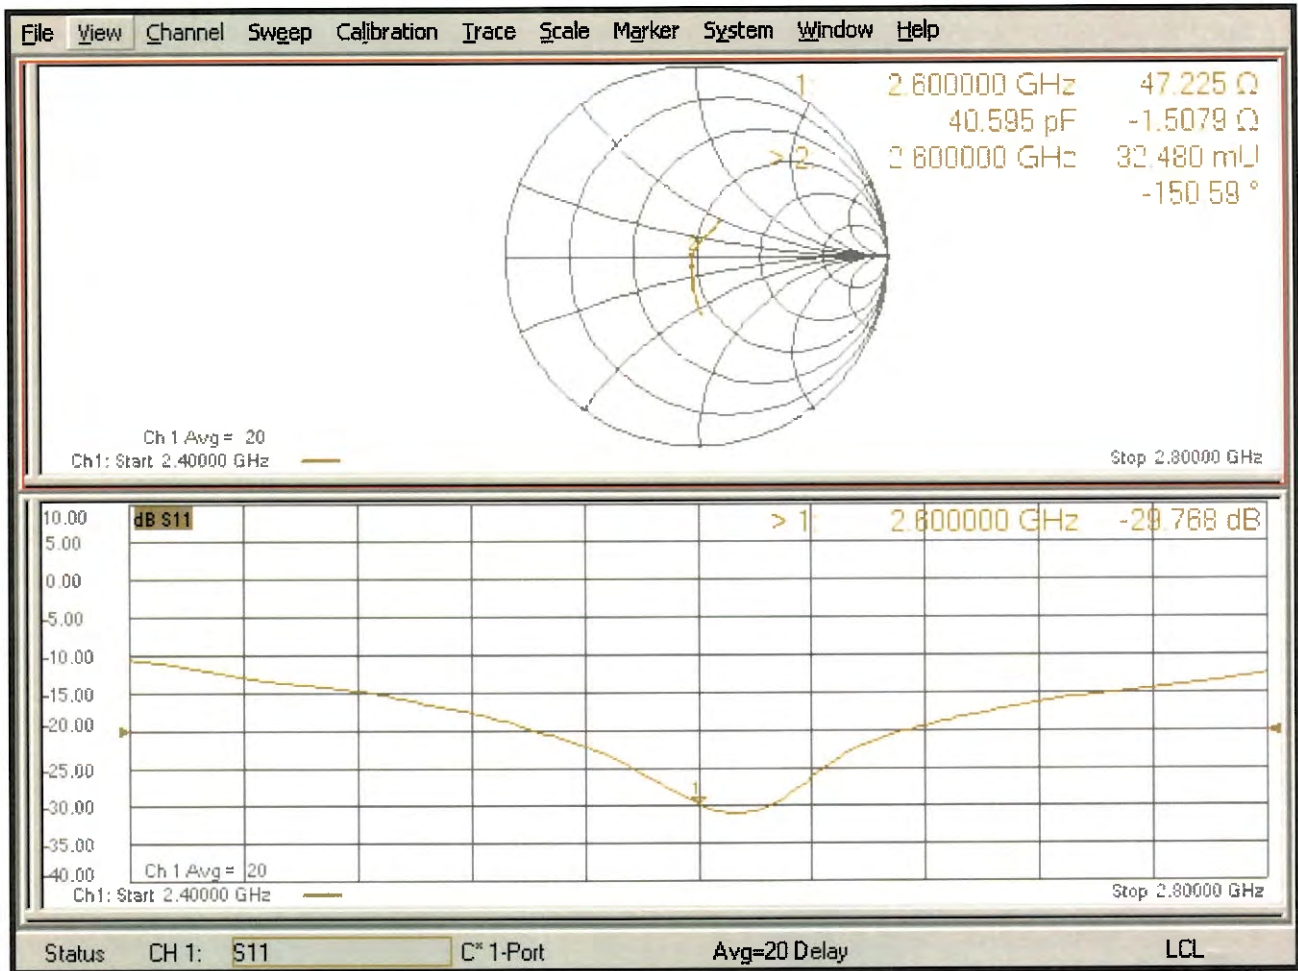 File View Channel Sweep Calibration Trace Scale Marker System Window Help
1: 2.600000 GHz 47.225 Ω
40.595 pF -1.5079 Ω
> 2: 2.600000 GHz 32.480 mU
-150.59 °
2
Ch 1 Avg = 20
Ch1: Start 2.40000 GHz
Stop 2.80000 GHz
10.00 dB S11 > 1: 2.600000 GHz -29.768 dB
5.00
0.00
-5.00
-10.00
-15.00
-20.00
-25.00
1
-30.00
-35.00
-40.00
Ch 1 Avg = 20
Ch1: Start 2.40000 GHz
Stop 2.80000 GHz
Status CH 1: S11 C* 1-Port Avg=20 Delay LCL